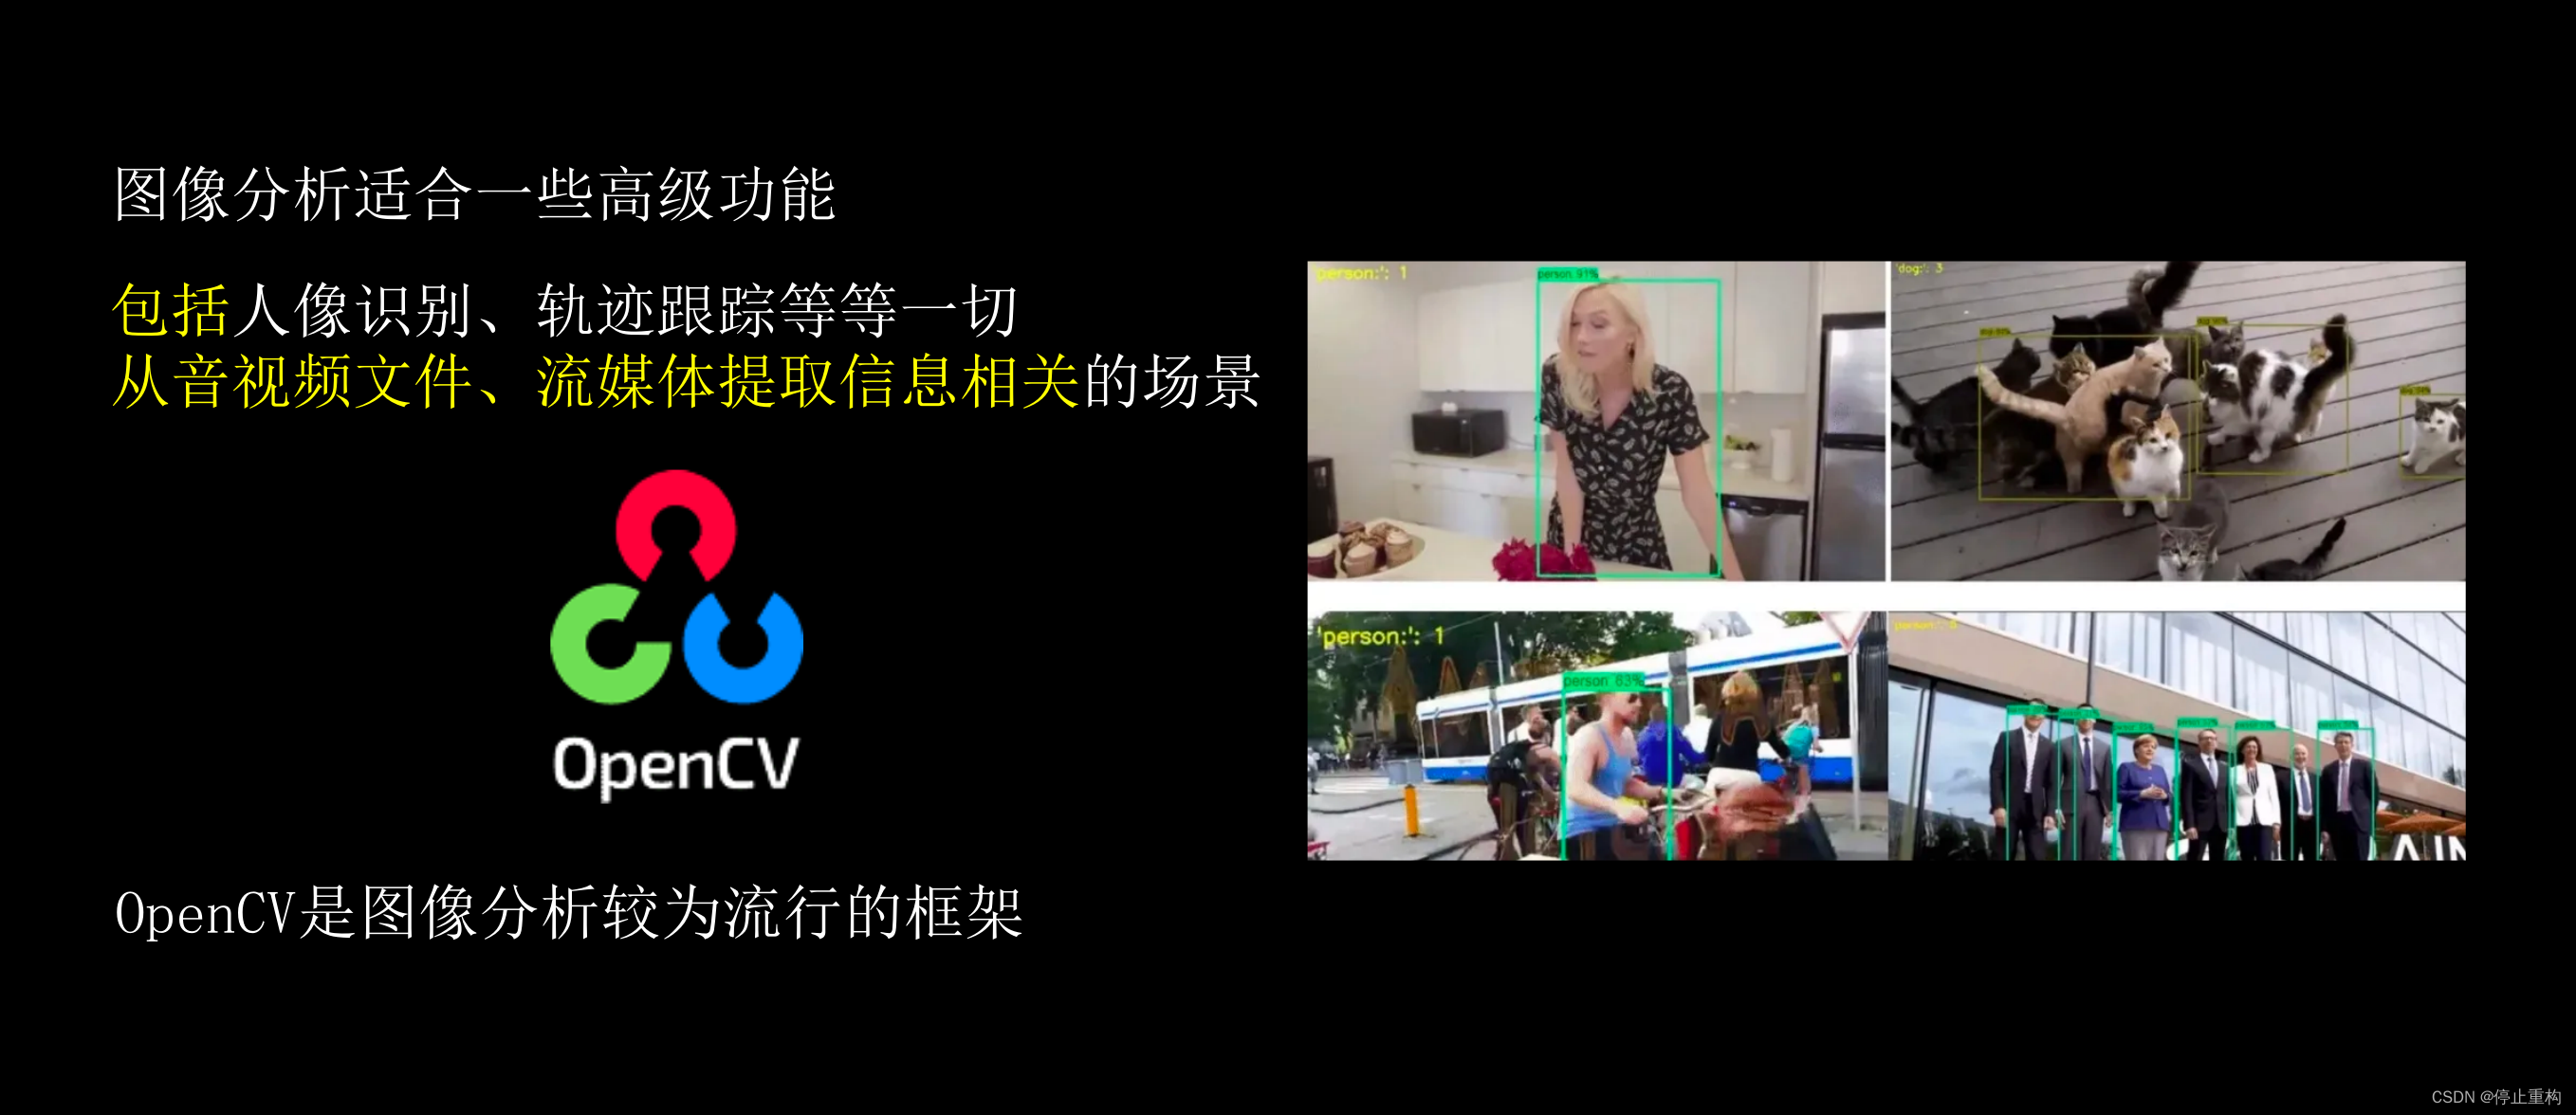 图像分析适合一些高级功能
包括人像识别、轨迹跟踪等等一切
从音视频文件、流媒体提取信息相关的场景
OpenCV
OpenCV是图像分析较为流行的框架
person:': 1
person 91%
'dog:': 3
'person:': 1
person 83%
'person:':
CSDN @停止重构